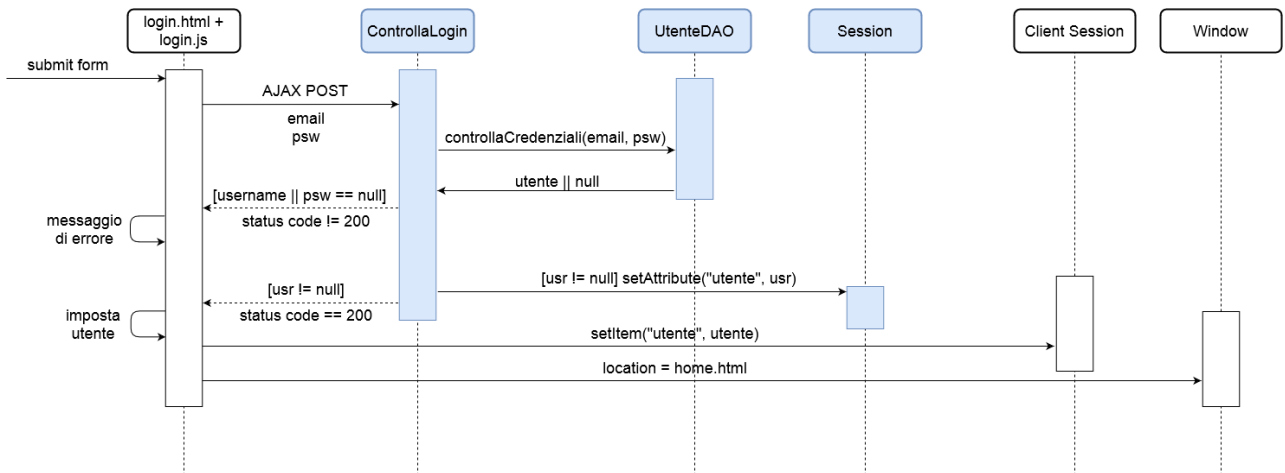 login.html +
login.js
ControllaLogin
UtenteDAO
Session
Client Session
Window
submit form
AJAX POST
email
psw
controllaCredenziali(email, psw)
utente || null
[username || psw == null]
status code != 200
messaggio
di errore
[usr != null] setAttribute("utente", usr)
[usr != null]
status code == 200
imposta
utente
setItem("utente", utente)
location = home.html